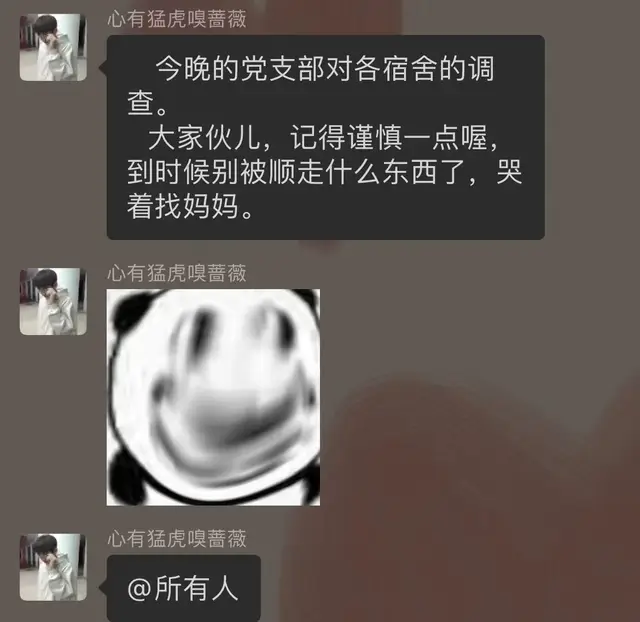 心有猛虎嗅蔷薇
今晚的党支部对各宿舍的调
查。
大家伙儿，记得谨慎一点喔，
到时候别被顺走什么东西了，哭
着找妈妈。
心有猛虎嗅蔷薇
心有猛虎嗅蔷薇
@所有人